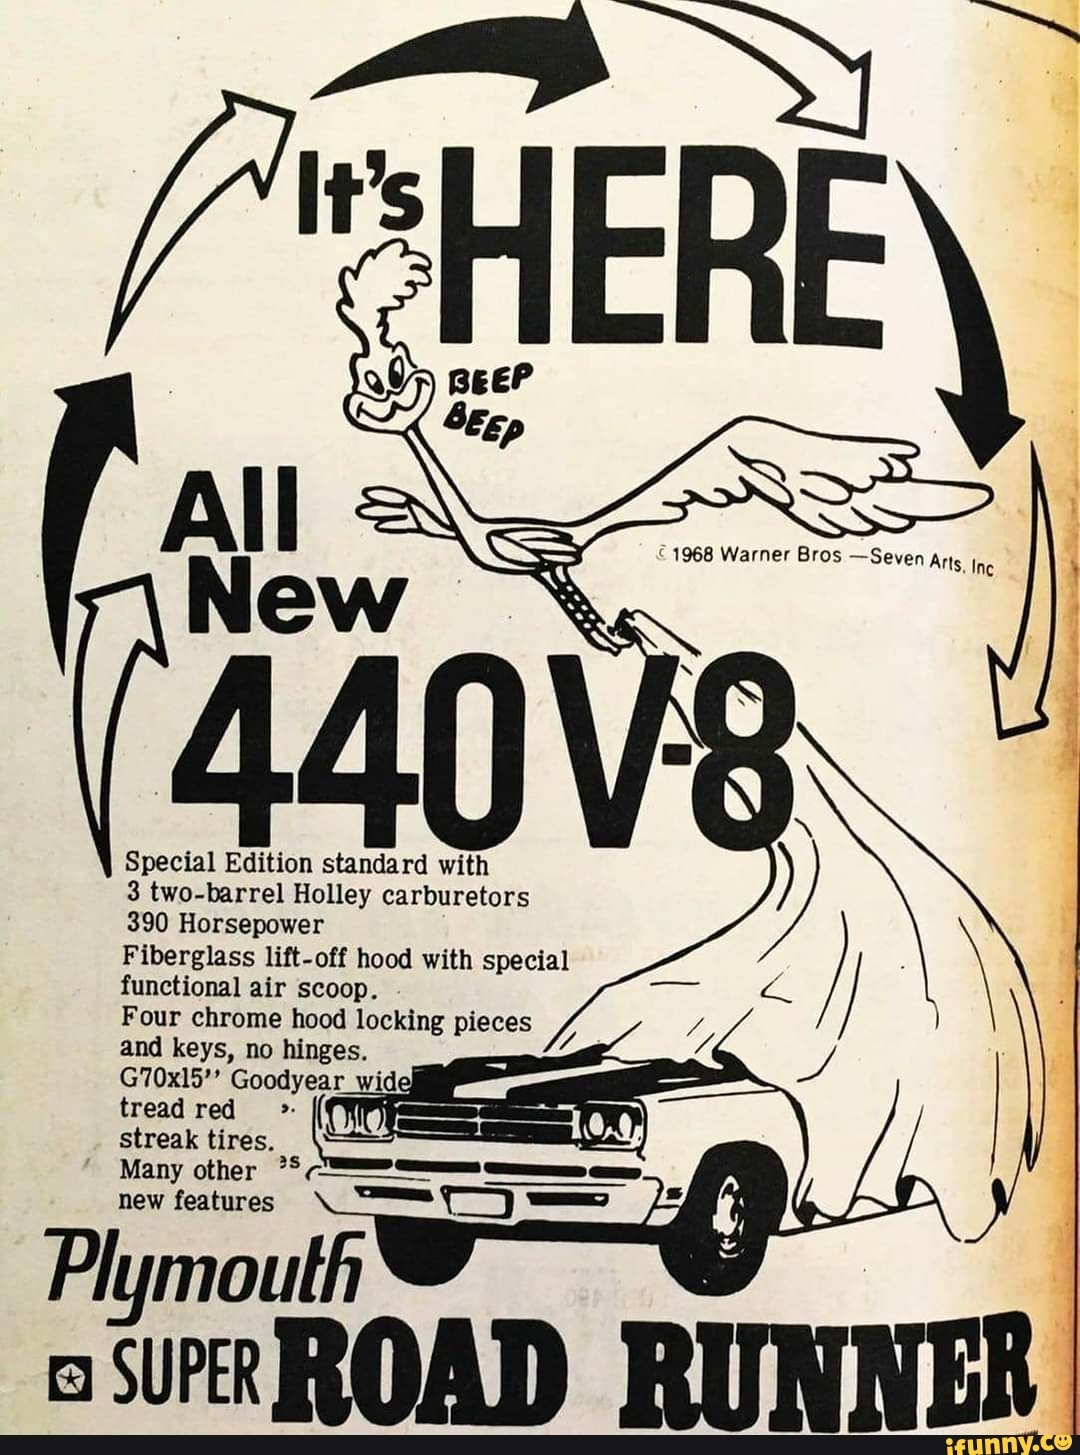 It's HERE
BEEP
BEEP
All
New
© 1968 Warner Bros — Seven Arts, Inc
440 V-8
Special Edition standard with
3 two-barrel Holley carburetors
390 Horsepower
Fiberglass lift-off hood with special
functional air scoop.
Four chrome hood locking pieces
and keys, no hinges.
G70x15'' Goodyear wide
tread red
streak tires.
Many other
new features
Plymouth
SUPER ROAD RUNNER
ifunny.co